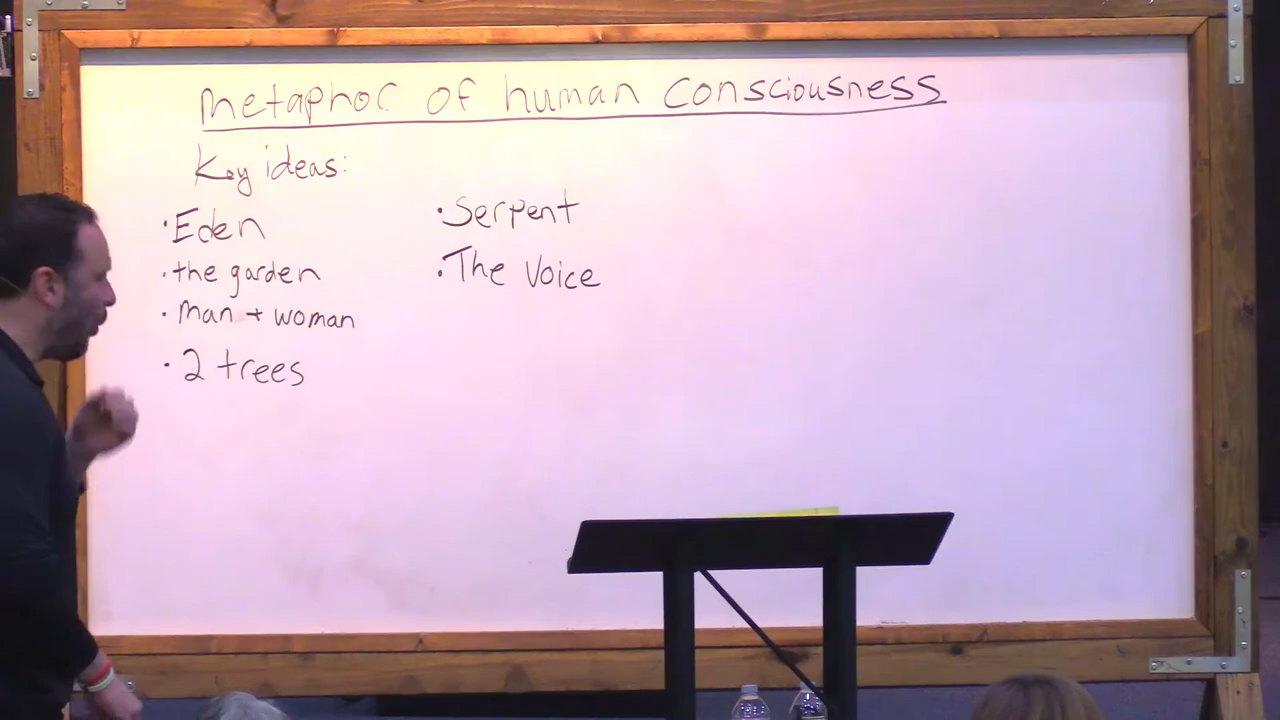 metaphor of human consciousness
Key ideas:
• Eden
• the garden
• man + woman
• 2 trees
• Serpent
• The Voice